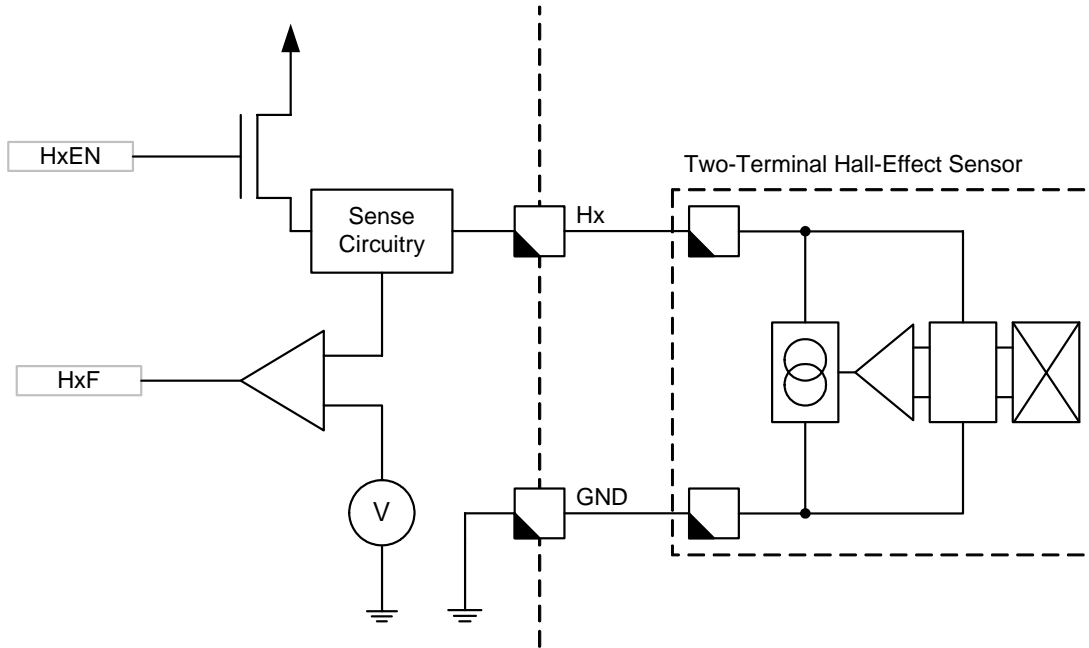 HxEN
Two-Terminal Hall-Effect Sensor
Sense
Circuitry
Hx
HxF
GND
V